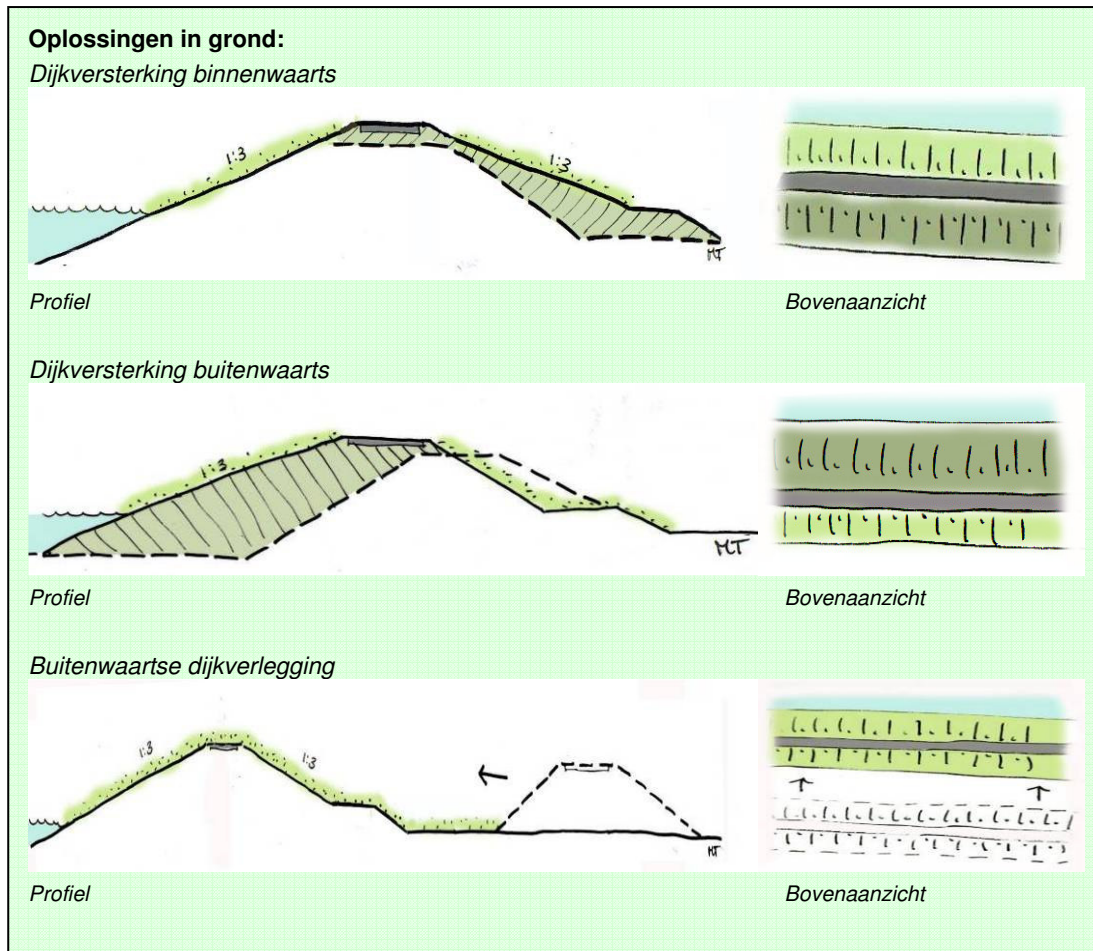 Oplossingen in grond:
Dijkversterking binnenwaarts
1:3
1:3
MT
Profiel
Bovenaanzicht
Dijkversterking buitenwaarts
1:3
MT
Profiel
Bovenaanzicht
Buitenwaartse dijkverlegging
1:3
1:3
MT
Profiel
Bovenaanzicht